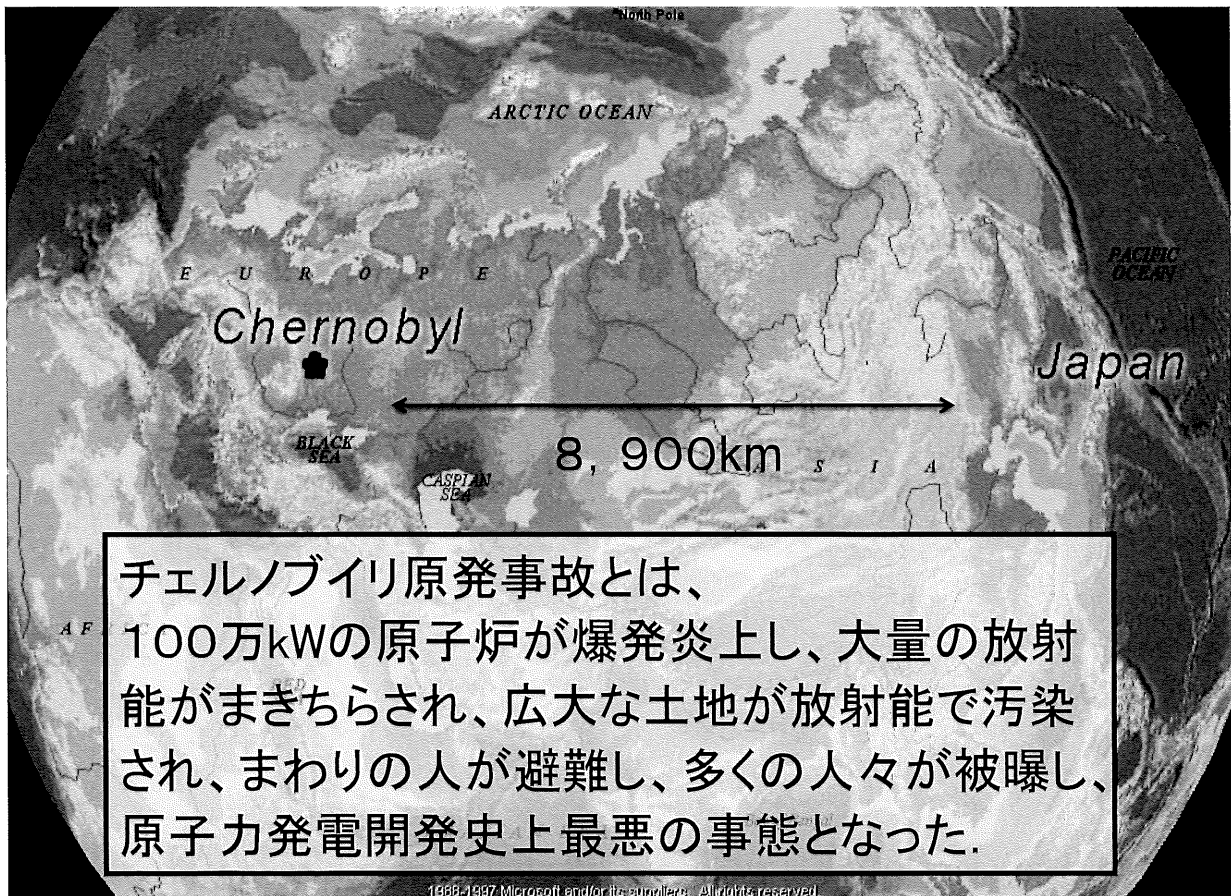 North Pole
ARCTIC OCEAN
EUROPE
PACIFIC
OCEAN
Chernobyl
Japan
BLACK
SEA
8, 900km
ASIA
CASPIAN
SEA
チェルノブイリ原発事故とは、
100万kWの原子炉が爆発炎上し、大量の放射
能がまきちらされ、広大な土地が放射能で汚染
され、まわりの人が避難し、多くの人々が被曝し、
原子力発電開発史上最悪の事態となった.
1988-1997 Microsoft and/or its suppliers. All rights reserved.